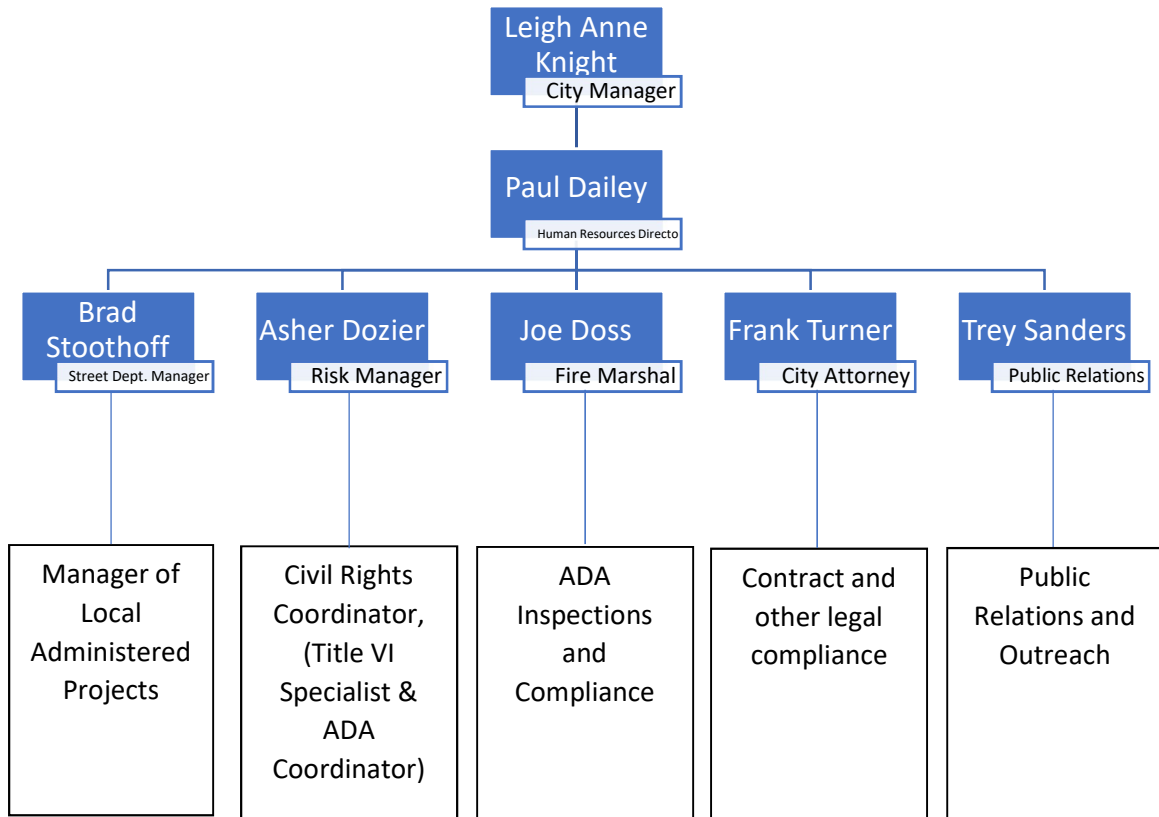 Leigh Anne
Knight
City Manager
Paul Dailey
Human Resources Directo
Brad
Stoothoff
Street Dept. Manager
Asher Dozier
Risk Manager
Joe Doss
Fire Marshal
Frank Turner
City Attorney
Trey Sanders
Public Relations
Manager of
Local
Administered
Projects
Civil Rights
Coordinator,
(Title VI
Specialist &
ADA
Coordinator)
ADA
Inspections
and
Compliance
Contract and
other legal
compliance
Public
Relations and
Outreach